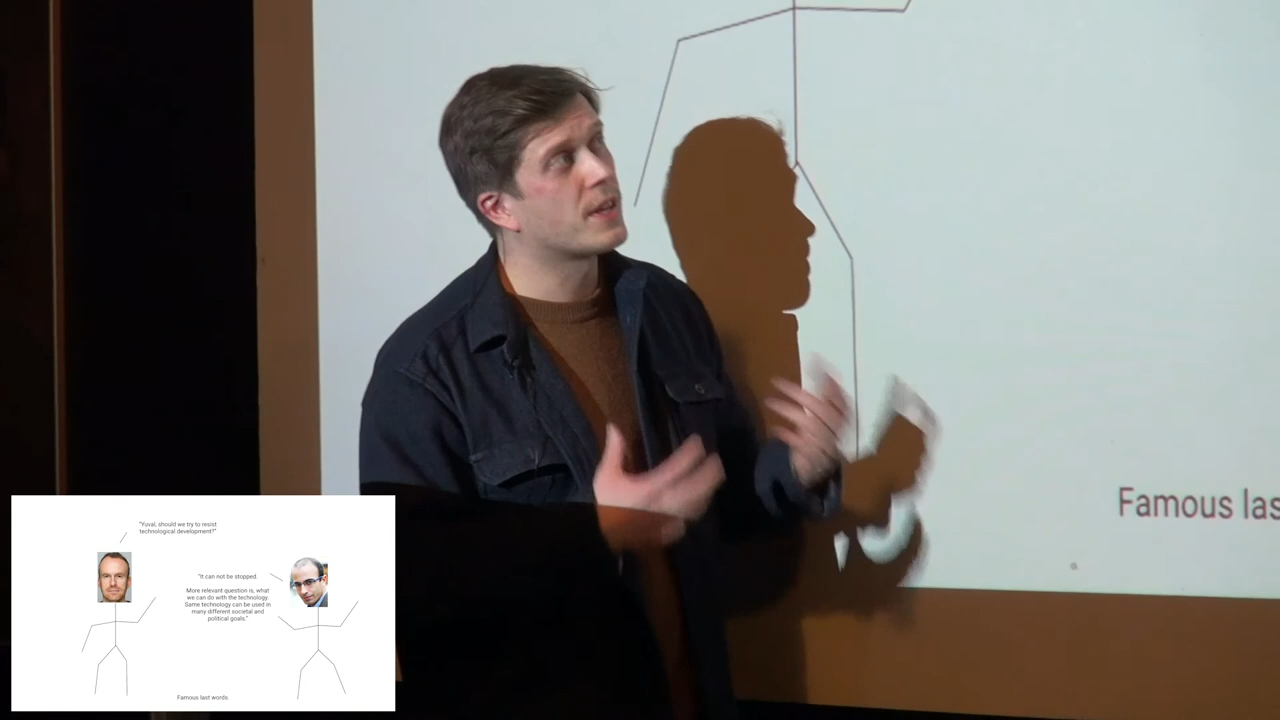 Famous las
"Yuval, should we try to resist
technological development?"
"It can not be stopped.
More relevant question is, what
we can do with the technology.
Same technology can be used in
many different societal and
political goals."
Famous last words.